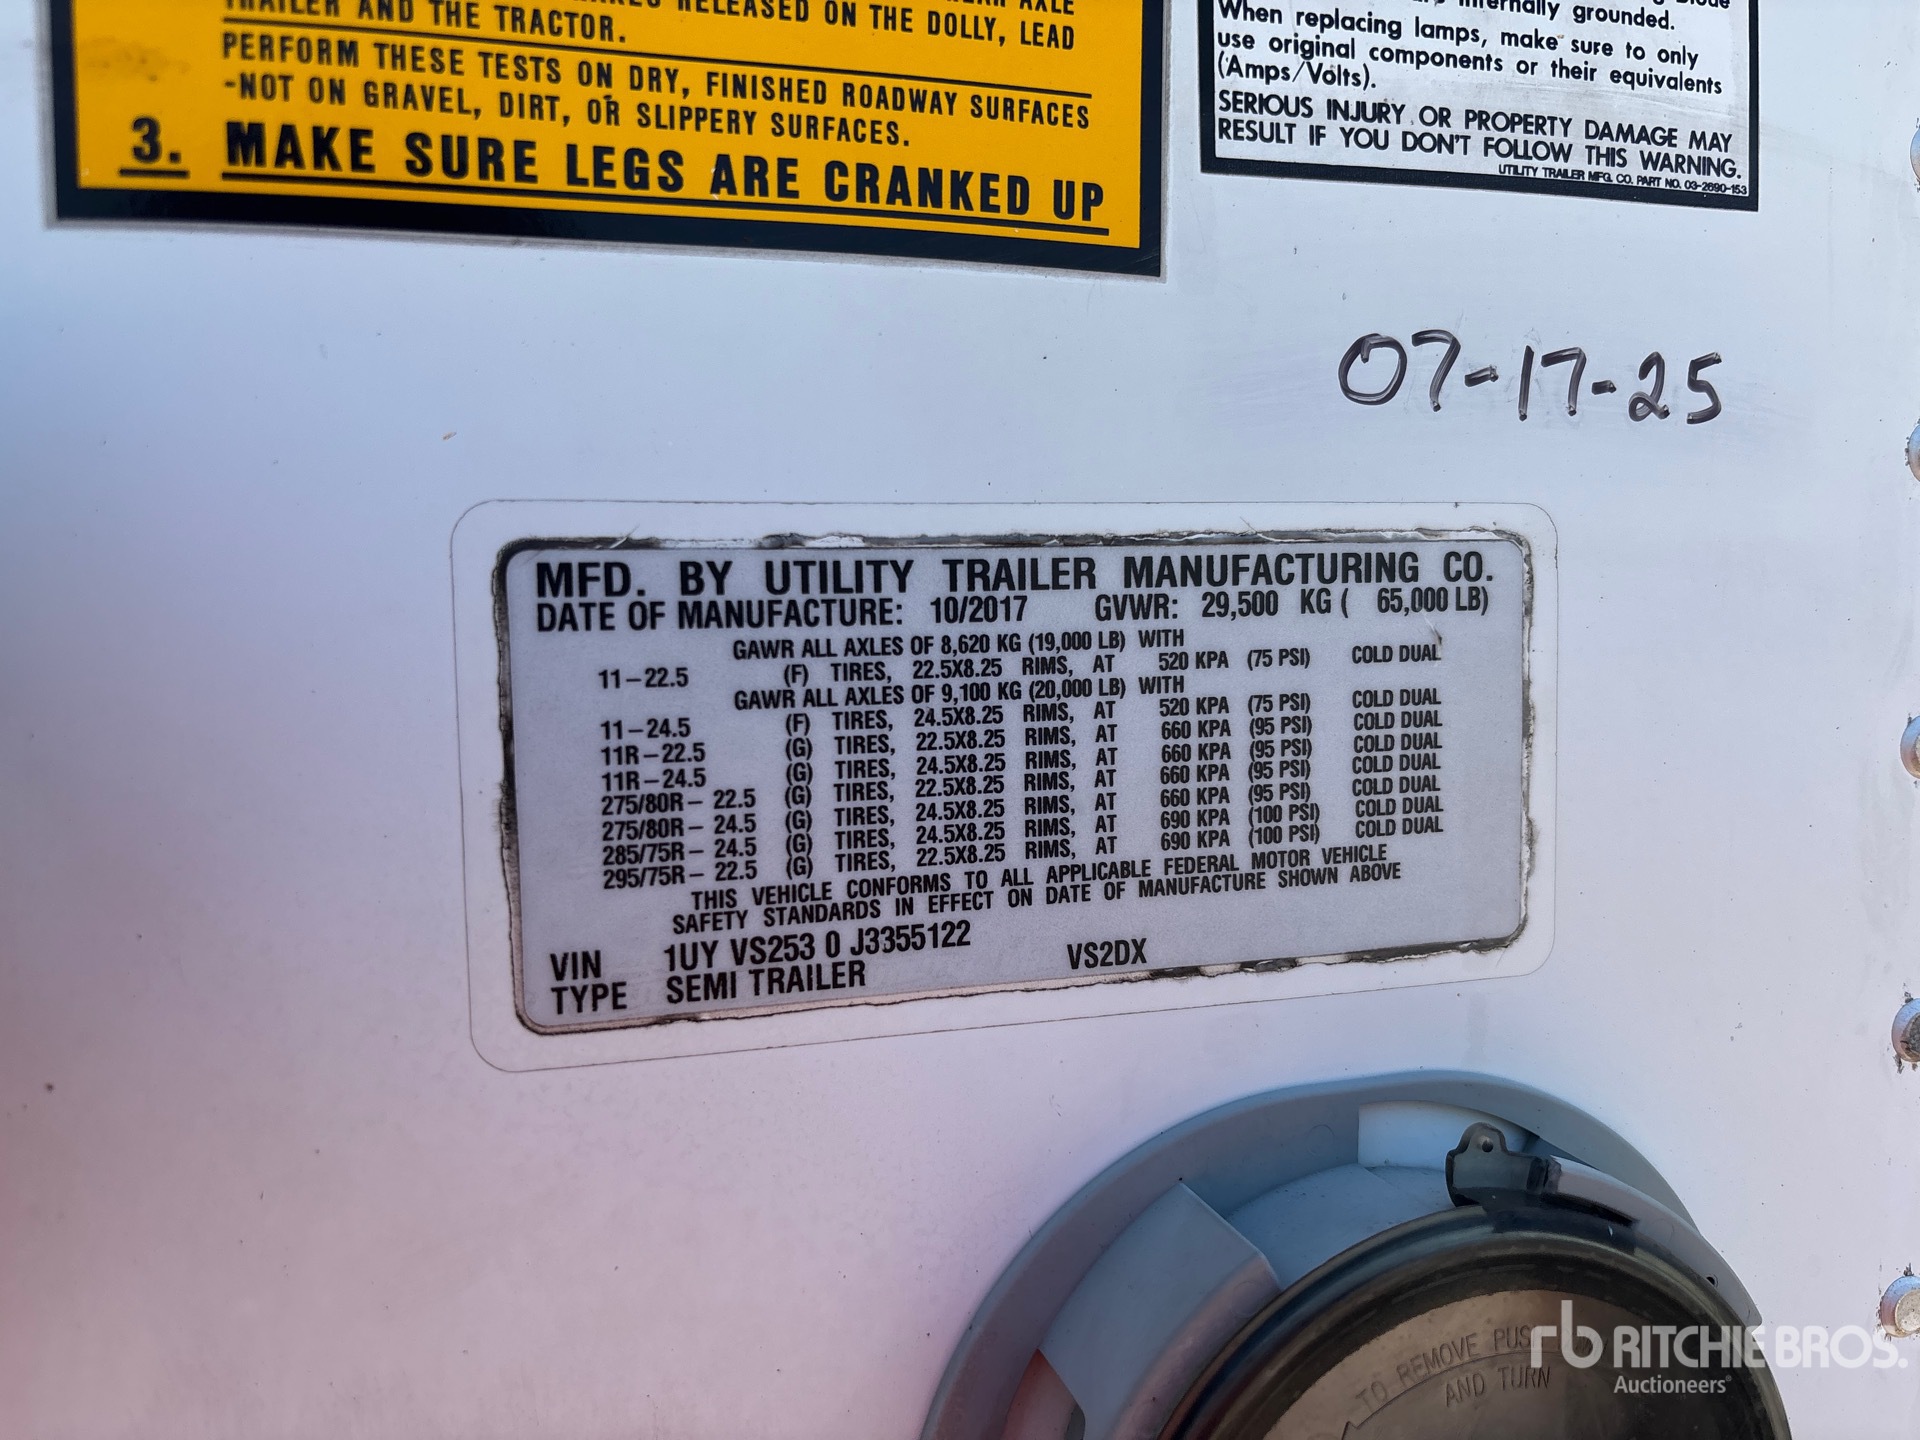 TRAILER AND THE TRACTOR.
RELEASED ON THE DOLLY, LEAD
PERFORM THESE TESTS ON DRY, FINISHED ROADWAY SURFACES
-NOT ON GRAVEL, DIRT, OR SLIPPERY SURFACES.
3. MAKE SURE LEGS ARE CRANKED UP
internally grounded.
When replacing lamps, make sure to only
use original components or their equivalents
(Amps/Volts).
SERIOUS INJURY OR PROPERTY DAMAGE MAY
RESULT IF YOU DON'T FOLLOW THIS WARNING.
UTILITY TRAILER MFG. CO. PART NO. 03-2690-153
07-17-25
MFD. BY UTILITY TRAILER MANUFACTURING CO.
DATE OF MANUFACTURE: 10/2017 GVWR: 29,500 KG ( 65,000 LB)
GAWR ALL AXLES OF 8,620 KG (19,000 LB) WITH
11-22.5 (F) TIRES, 22.5X8.25 RIMS, AT 520 KPA (75 PSI) COLD DUAL
GAWR ALL AXLES OF 9,100 KG (20,000 LB) WITH
11-24.5 (F) TIRES, 24.5X8.25 RIMS, AT 520 KPA (75 PSI) COLD DUAL
11R-22.5 (G) TIRES, 22.5X8.25 RIMS, AT 660 KPA (95 PSI) COLD DUAL
11R-24.5 (G) TIRES, 24.5X8.25 RIMS, AT 660 KPA (95 PSI) COLD DUAL
275/80R- 22.5 (G) TIRES, 22.5X8.25 RIMS, AT 660 KPA (95 PSI) COLD DUAL
275/80R- 24.5 (G) TIRES, 24.5X8.25 RIMS, AT 660 KPA (95 PSI) COLD DUAL
285/75R- 24.5 (G) TIRES, 24.5X8.25 RIMS, AT 690 KPA (100 PSI) COLD DUAL
295/75R- 22.5 (G) TIRES, 22.5X8.25 RIMS, AT 690 KPA (100 PSI) COLD DUAL
THIS VEHICLE CONFORMS TO ALL APPLICABLE FEDERAL MOTOR VEHICLE
SAFETY STANDARDS IN EFFECT ON DATE OF MANUFACTURE SHOWN ABOVE
VIN 1UY VS253 0 J3355122 VS2DX
TYPE SEMI TRAILER
TO REMOVE PUSH
AND TURN
rb RITCHIE BROS.
Auctioneers